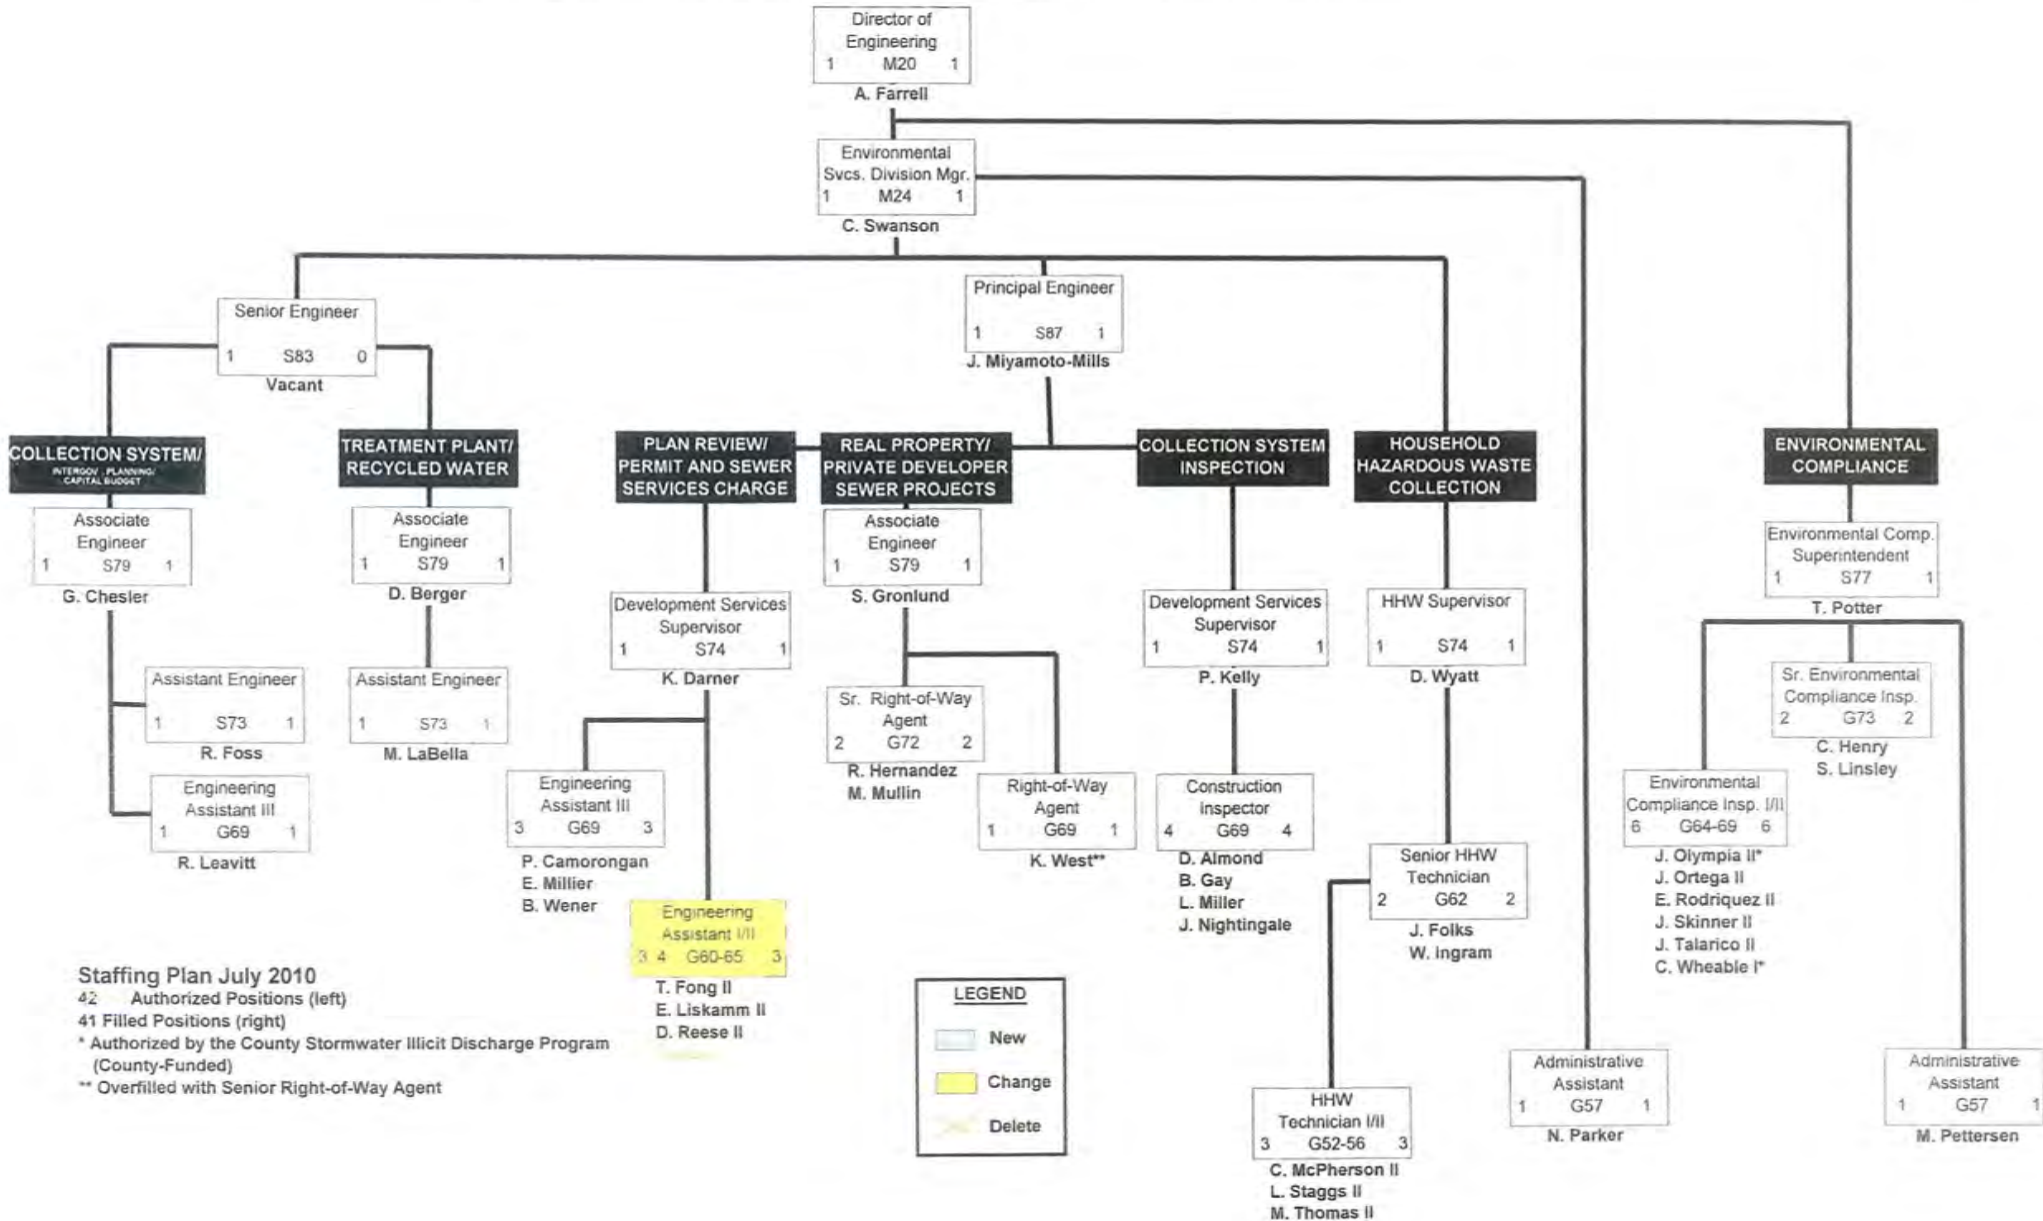 Director of
Engineering
1 M20 1
A. Farrell
Environmental
Svcs. Division Mgr.
1 M24 1
C. Swanson
Senior Engineer
1 S83 0
Vacant
Principal Engineer
1 S87 1
J. Miyamoto-Mills
COLLECTION SYSTEM/
INTERGOV. PLANNING/
CAPITAL BUDGET
Associate
Engineer
1 S79 1
G. Chesler
Assistant Engineer
1 S73 1
R. Foss
Engineering
Assistant III
1 G69 1
R. Leavitt
TREATMENT PLANT/
RECYCLED WATER
Associate
Engineer
1 S79 1
D. Berger
Assistant Engineer
1 S73 1
M. LaBella
PLAN REVIEW/
PERMIT AND SEWER
SERVICES CHARGE
Development Services
Supervisor
1 S74 1
K. Darner
Engineering
Assistant III
3 G69 3
P. Camorongan
E. Millier
B. Wener
Engineering
Assistant I/II
3 4 G60-65 3
T. Fong II
E. Liskamm II
D. Reese II
REAL PROPERTY/
PRIVATE DEVELOPER
SEWER PROJECTS
Associate
Engineer
1 S79 1
S. Gronlund
Sr. Right-of-Way
Agent
2 G72 2
R. Hernandez
M. Mullin
Right-of-Way
Agent
1 G69 1
K. West**
COLLECTION SYSTEM
INSPECTION
Development Services
Supervisor
1 S74 1
P. Kelly
Construction
Inspector
4 G69 4
D. Almond
B. Gay
L. Miller
J. Nightingale
HOUSEHOLD
HAZARDOUS WASTE
COLLECTION
HHW Supervisor
1 S74 1
D. Wyatt
Senior HHW
Technician
2 G62 2
J. Folks
W. Ingram
HHW
Technician I/II
3 G52-56 3
C. McPherson II
L. Staggs II
M. Thomas II
Administrative
Assistant
1 G57 1
N. Parker
ENVIRONMENTAL
COMPLIANCE
Environmental Comp.
Superintendent
1 S77 1
T. Potter
Sr. Environmental
Compliance Insp.
2 G73 2
C. Henry
S. Linsley
Environmental
Compliance Insp. I/II
6 G64-69 6
J. Olympia II*
J. Ortega II
E. Rodriquez II
J. Skinner II
J. Talarico II
C. Wheable I*
Administrative
Assistant
1 G57 1
M. Pettersen
Staffing Plan July 2010
42 Authorized Positions (left)
41 Filled Positions (right)
* Authorized by the County Stormwater Illicit Discharge Program
(County-Funded)
** Overfilled with Senior Right-of-Way Agent
LEGEND
New
Change
Delete